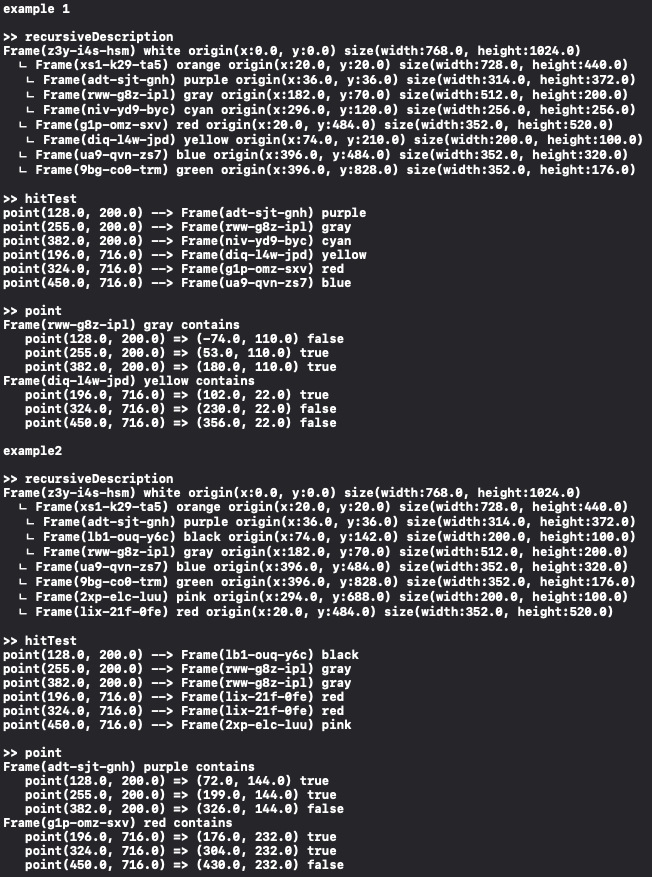 example 1
>> recursiveDescription
Frame(z3y-i4s-hsm) white origin(x:0.0, y:0.0) size(width:768.0, height:1024.0)
∟ Frame(xs1-k29-ta5) orange origin(x:20.0, y:20.0) size(width:728.0, height:440.0)
∟ Frame(adt-sjt-gnh) purple origin(x:36.0, y:36.0) size(width:314.0, height:372.0)
∟ Frame(rww-g8z-ipl) gray origin(x:182.0, y:70.0) size(width:512.0, height:200.0)
∟ Frame(niv-yd9-byc) cyan origin(x:296.0, y:120.0) size(width:256.0, height:256.0)
∟ Frame(g1p-omz-sxv) red origin(x:20.0, y:484.0) size(width:352.0, height:520.0)
∟ Frame(diq-l4w-jpd) yellow origin(x:74.0, y:210.0) size(width:200.0, height:100.0)
∟ Frame(ua9-qvn-zs7) blue origin(x:396.0, y:484.0) size(width:352.0, height:320.0)
∟ Frame(9bg-co0-trm) green origin(x:396.0, y:828.0) size(width:352.0, height:176.0)
>> hitTest
point(128.0, 200.0) --> Frame(adt-sjt-gnh) purple
point(255.0, 200.0) --> Frame(rww-g8z-ipl) gray
point(382.0, 200.0) --> Frame(niv-yd9-byc) cyan
point(196.0, 716.0) --> Frame(diq-l4w-jpd) yellow
point(324.0, 716.0) --> Frame(g1p-omz-sxv) red
point(450.0, 716.0) --> Frame(ua9-qvn-zs7) blue
>> point
Frame(rww-g8z-ipl) gray contains
point(128.0, 200.0) => (-74.0, 110.0) false
point(255.0, 200.0) => (53.0, 110.0) true
point(382.0, 200.0) => (180.0, 110.0) true
Frame(diq-l4w-jpd) yellow contains
point(196.0, 716.0) => (102.0, 22.0) true
point(324.0, 716.0) => (230.0, 22.0) false
point(450.0, 716.0) => (356.0, 22.0) false
example2
>> recursiveDescription
Frame(z3y-i4s-hsm) white origin(x:0.0, y:0.0) size(width:768.0, height:1024.0)
∟ Frame(xs1-k29-ta5) orange origin(x:20.0, y:20.0) size(width:728.0, height:440.0)
∟ Frame(adt-sjt-gnh) purple origin(x:36.0, y:36.0) size(width:314.0, height:372.0)
∟ Frame(lb1-ouq-y6c) black origin(x:74.0, y:142.0) size(width:200.0, height:100.0)
∟ Frame(rww-g8z-ipl) gray origin(x:182.0, y:70.0) size(width:512.0, height:200.0)
∟ Frame(ua9-qvn-zs7) blue origin(x:396.0, y:484.0) size(width:352.0, height:320.0)
∟ Frame(9bg-co0-trm) green origin(x:396.0, y:828.0) size(width:352.0, height:176.0)
∟ Frame(2xp-elc-luu) pink origin(x:294.0, y:688.0) size(width:200.0, height:100.0)
∟ Frame(lix-21f-0fe) red origin(x:20.0, y:484.0) size(width:352.0, height:520.0)
>> hitTest
point(128.0, 200.0) --> Frame(lb1-ouq-y6c) black
point(255.0, 200.0) --> Frame(rww-g8z-ipl) gray
point(382.0, 200.0) --> Frame(rww-g8z-ipl) gray
point(196.0, 716.0) --> Frame(lix-21f-0fe) red
point(324.0, 716.0) --> Frame(lix-21f-0fe) red
point(450.0, 716.0) --> Frame(2xp-elc-luu) pink
>> point
Frame(adt-sjt-gnh) purple contains
point(128.0, 200.0) => (72.0, 144.0) true
point(255.0, 200.0) => (199.0, 144.0) true
point(382.0, 200.0) => (326.0, 144.0) false
Frame(g1p-omz-sxv) red contains
point(196.0, 716.0) => (176.0, 232.0) true
point(324.0, 716.0) => (304.0, 232.0) true
point(450.0, 716.0) => (430.0, 232.0) false